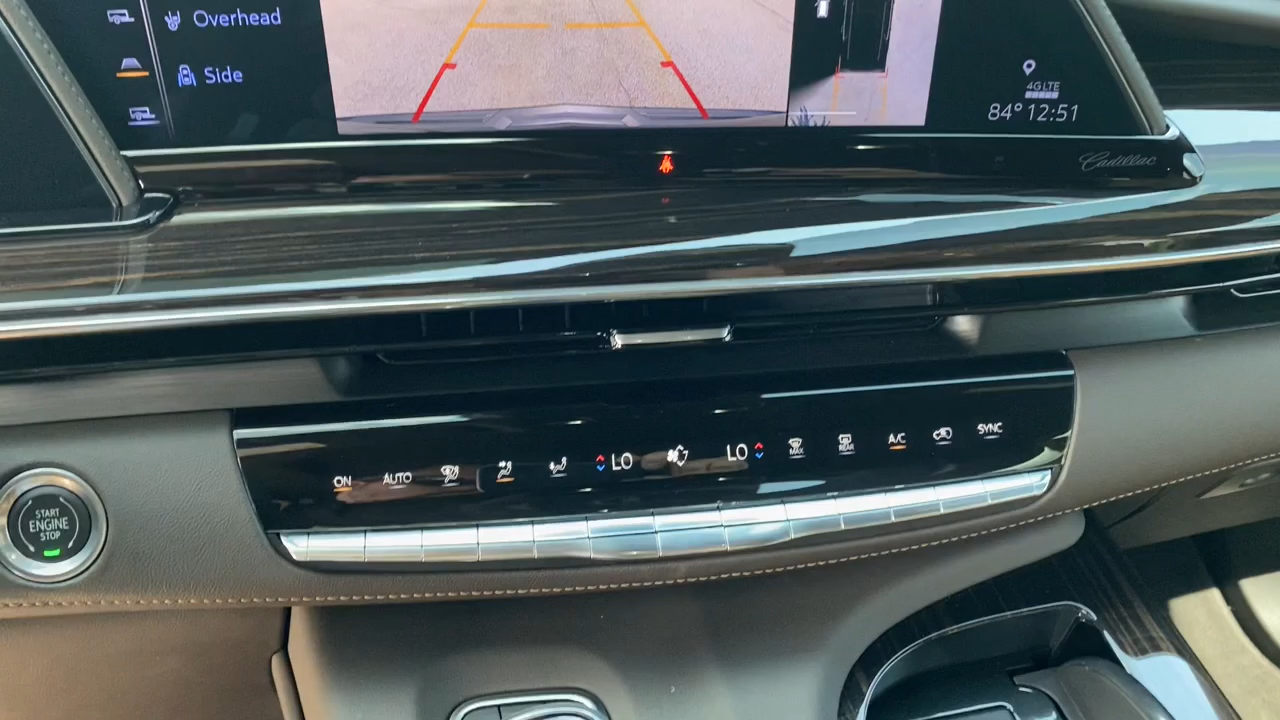 Overhead
Side
4G LTE
84° 12:51
Cadillac
ON
AUTO
LO
LO
MAX
REAR
A/C
SYNC
START
ENGINE
STOP